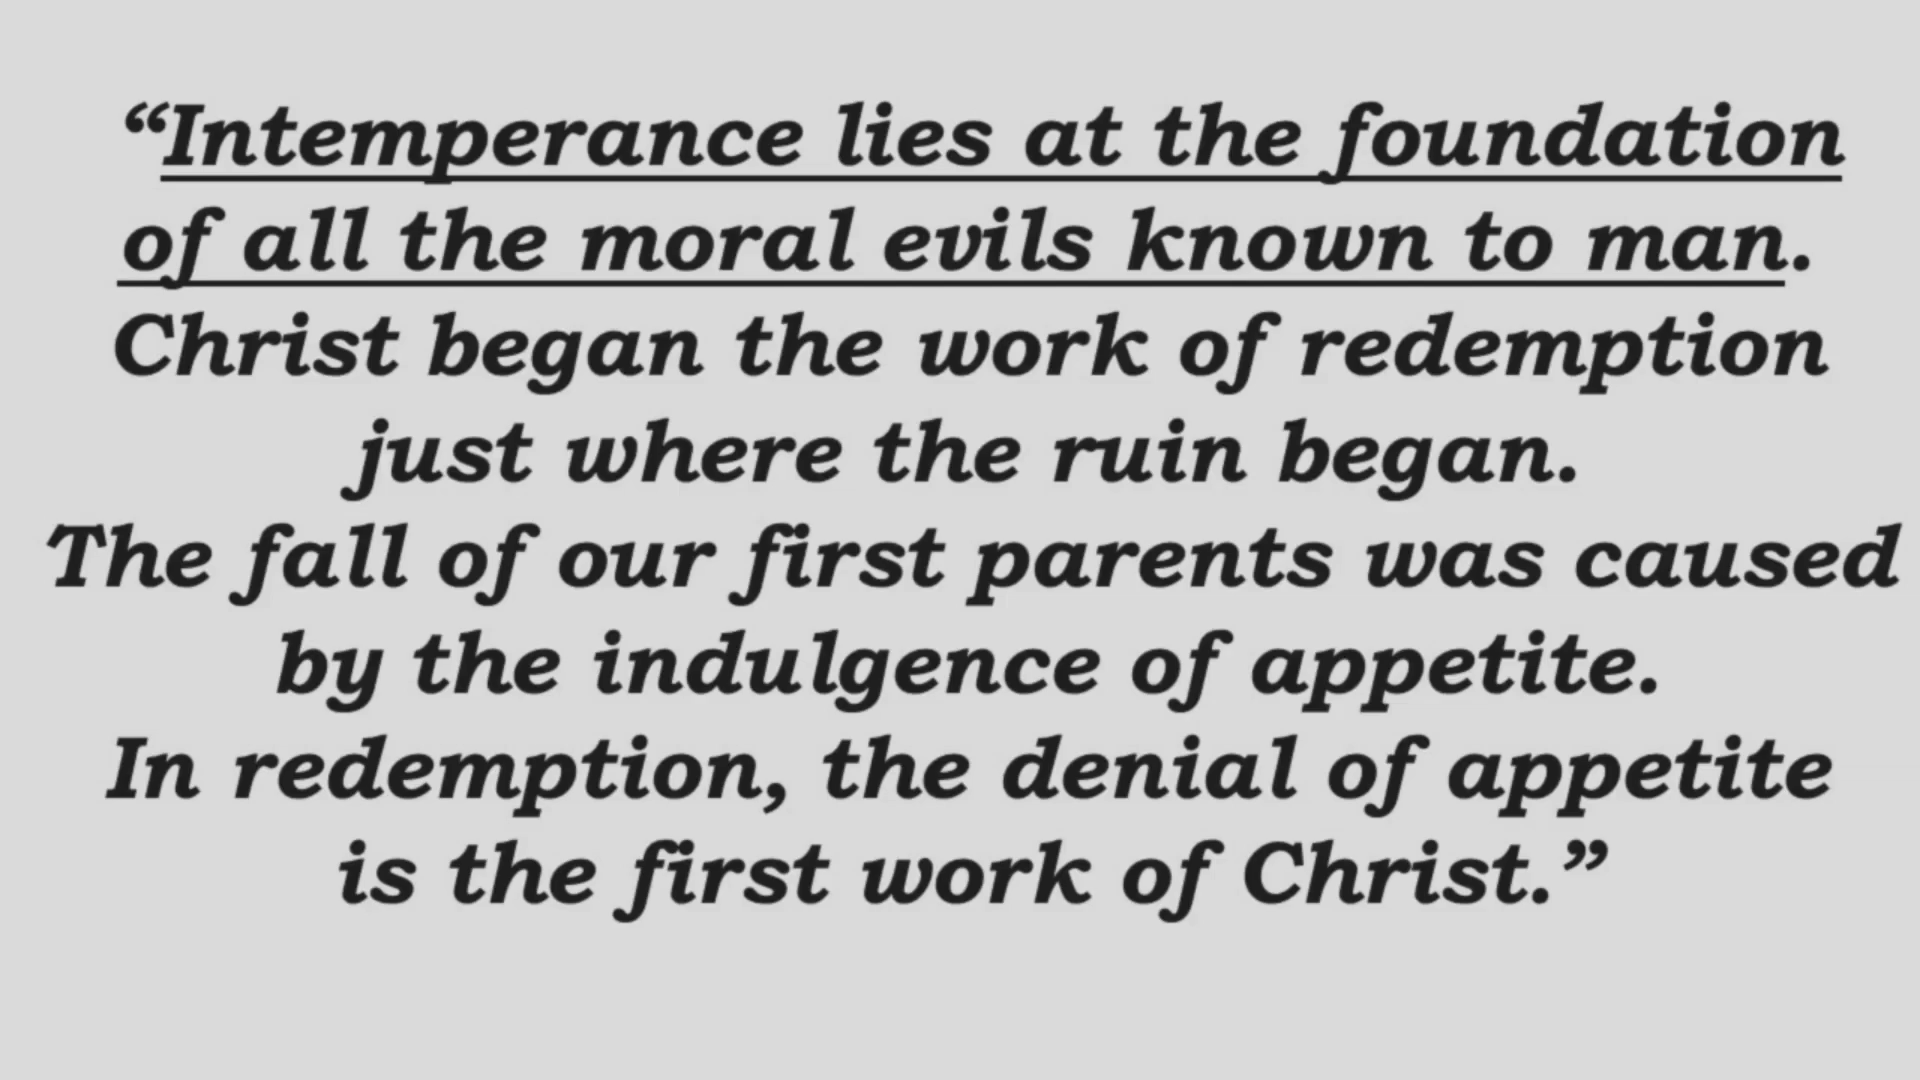 “Intemperance lies at the foundation
of all the moral evils known to man.
Christ began the work of redemption
just where the ruin began.
The fall of our first parents was caused
by the indulgence of appetite.
In redemption, the denial of appetite
is the first work of Christ.”